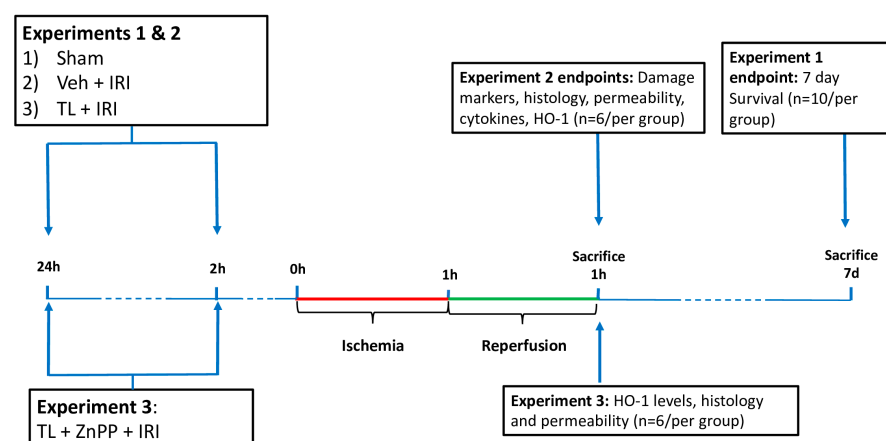 Experiments 1 & 2
1) Sham
2) Veh + IRI
3) TL + IRI
Experiment 2 endpoints: Damage
markers, histology, permeability,
cytokines, HO-1 (n=6/per group)
Experiment 1
endpoint: 7 day
Survival (n=10/per
group)
24h
2h
0h
1h
Sacrifice
1h
Sacrifice
7d
Ischemia
Reperfusion
Experiment 3:
TL + ZnPP + IRI
Experiment 3: HO-1 levels, histology
and permeability (n=6/per group)